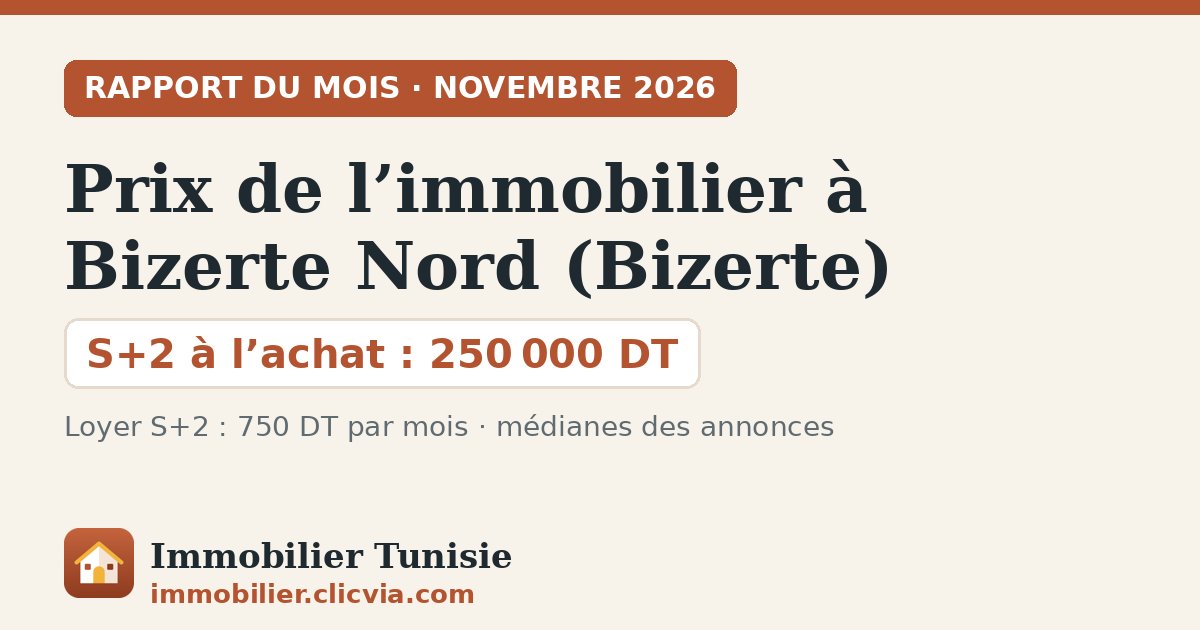 RAPPORT DU MOIS · NOVEMBRE 2026
Prix de l’immobilier à
Bizerte Nord (Bizerte)
S+2 à l’achat : 250 000 DT
Loyer S+2 : 750 DT par mois · médianes des annonces
Immobilier Tunisie
immobilier.clicvia.com